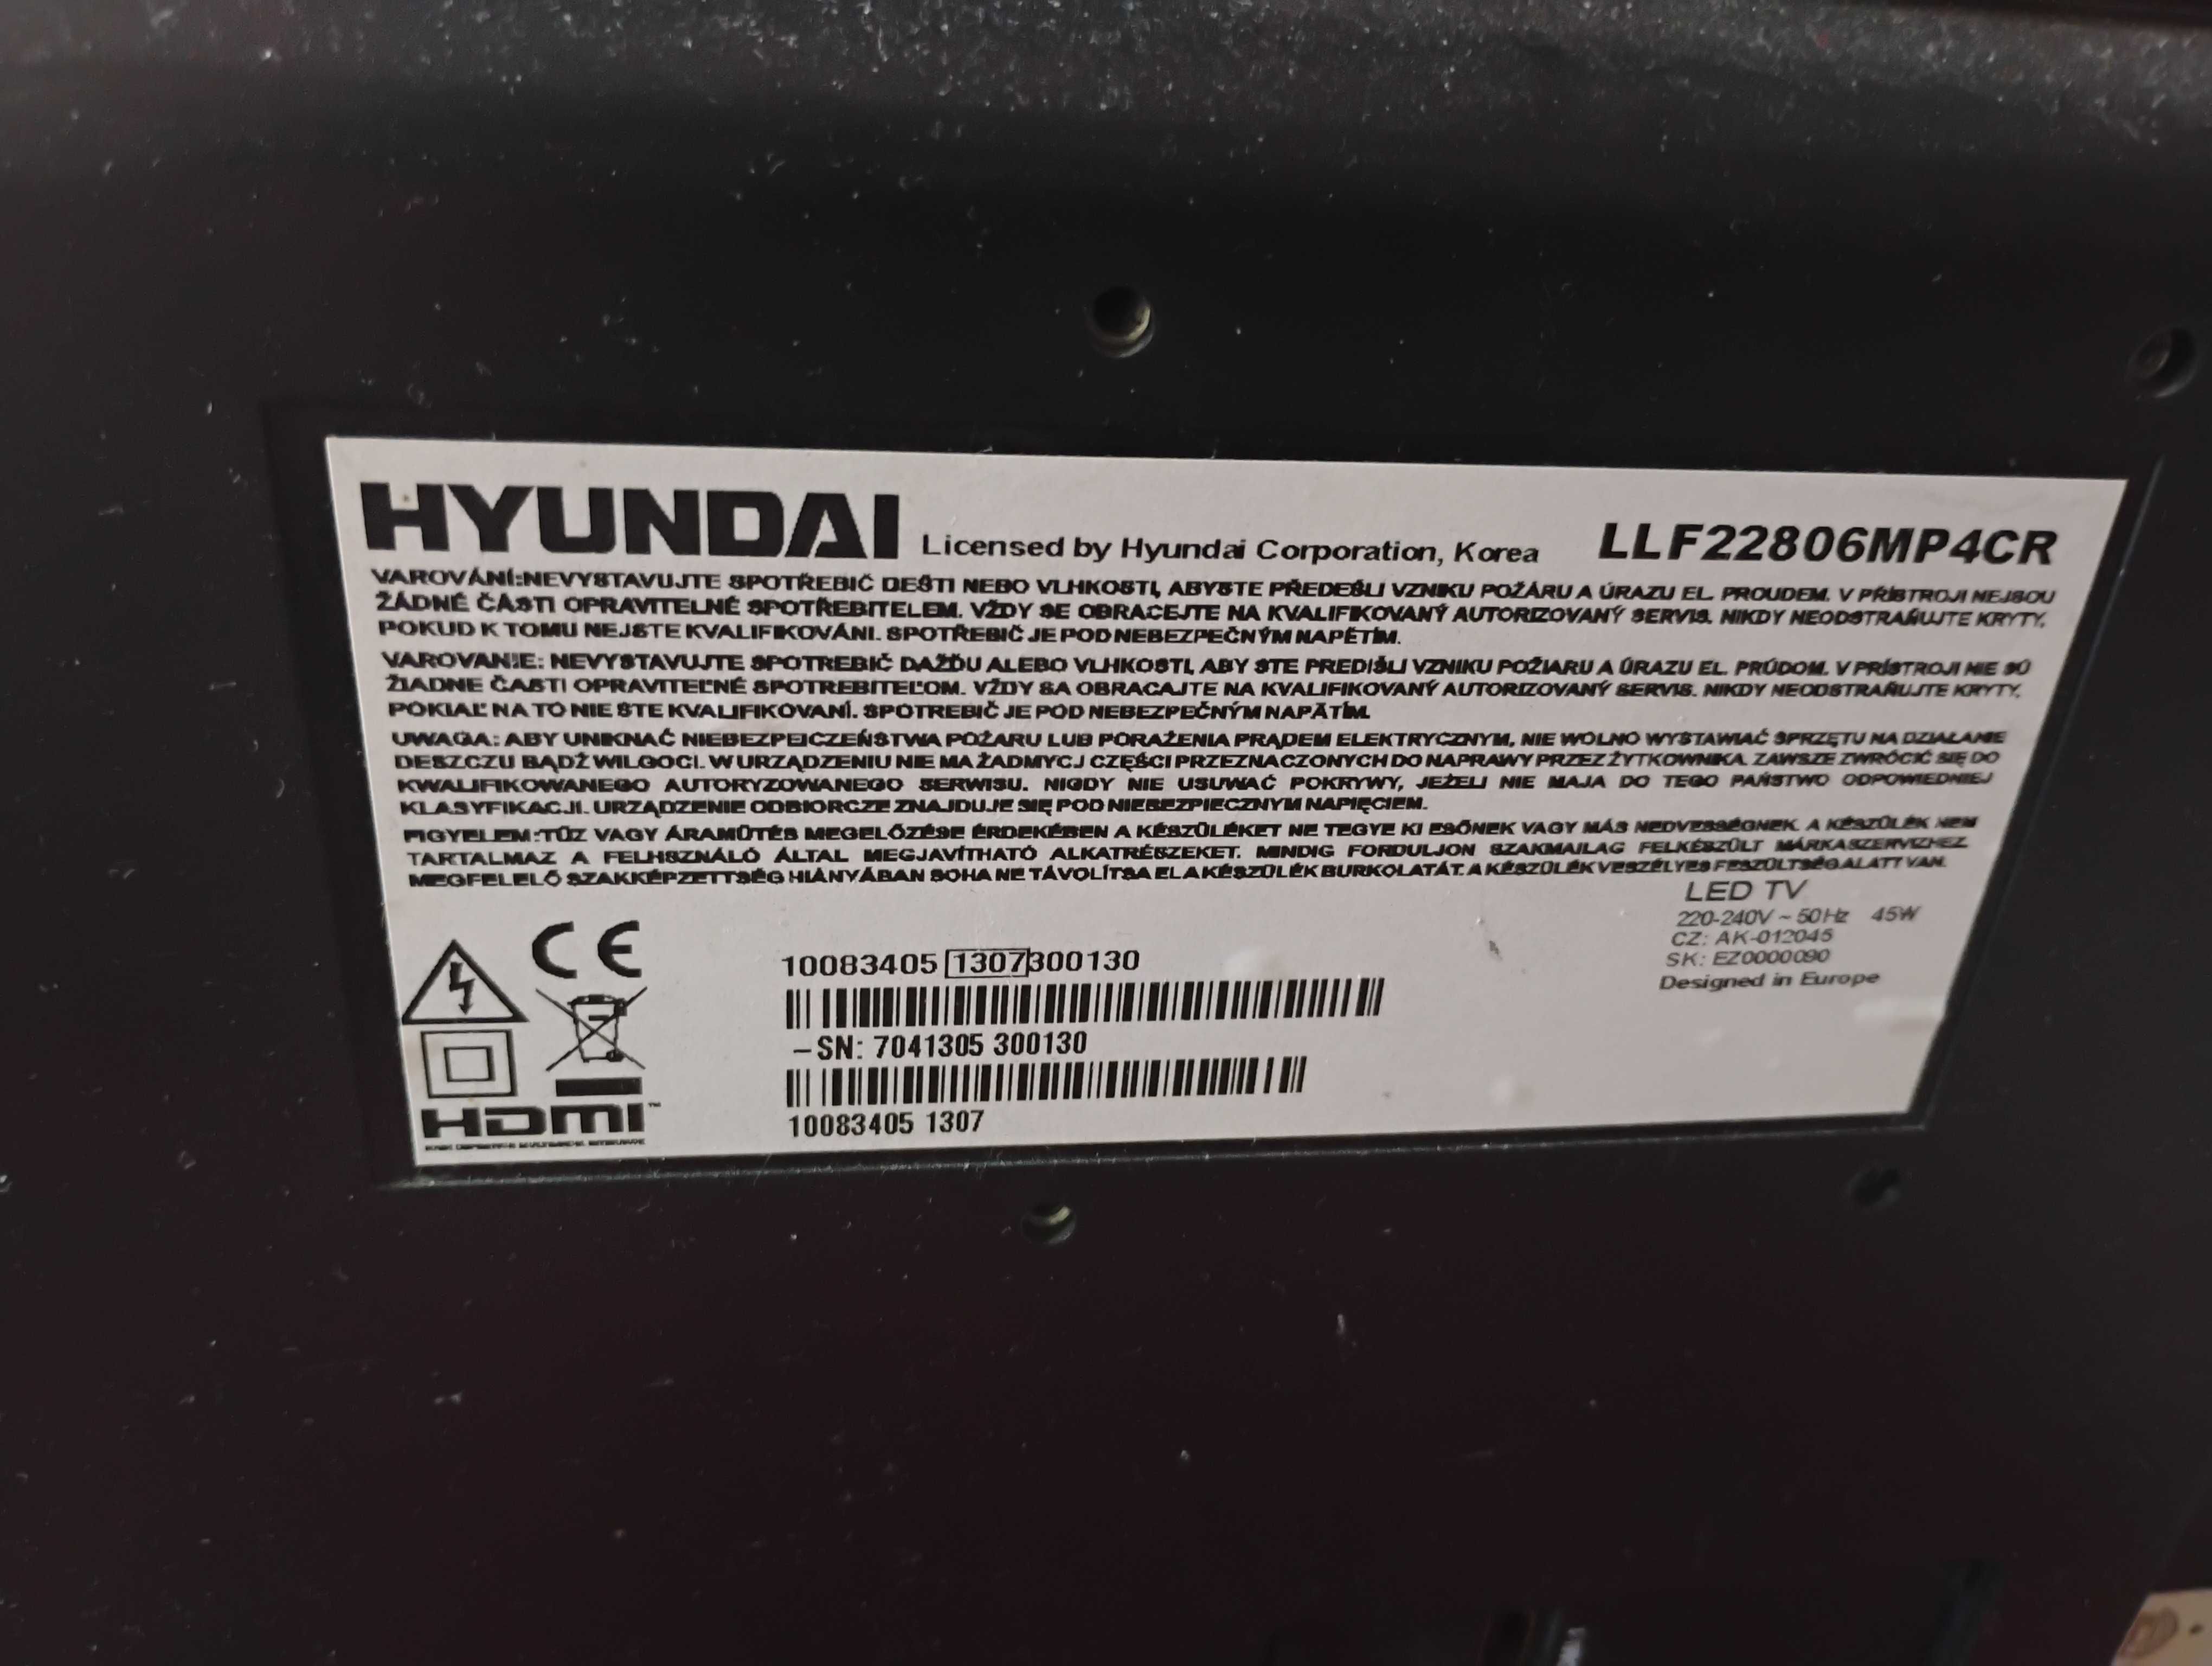 HYUNDAI Licensed by Hyundai Corporation, Korea LLF22806MP4CR
VAROVÁNÍ:NEVYSTAVUJTE SPOTŘEBIČ DEŠTI NEBO VLHKOSTI, ABYSTE PŘEDEŠLI VZNIKU POŽÁRU A ÚRAZU EL. PROUDEM. V PŘÍSTROJI NEJSOU
ŽÁDNÉ ČÁSTI OPRAVITELNÉ SPOTŘEBITELEM. VŽDY SE OBRACEJTE NA KVALIFIKOVANÝ AUTORIZOVANÝ SERVIS. NIKDY NEODSTRAŇUJTE KRYTY,
POKUD K TOMU NEJSTE KVALIFIKOVÁNI. SPOTŘEBIČ JE POD NEBEZPEČNÝM NAPĚTÍM.
VAROVANIE: NEVYSTAVUJTE SPOTREBIČ DAŽĎU ALEBO VLHKOSTI, ABY STE PREDIŠLI VZNIKU POŽIARU A ÚRAZU EL. PRÚDOM. V PRÍSTROJI NIE SÚ
ŽIADNE ČASTI OPRAVITEĽNÉ SPOTREBITEĽOM. VŽDY SA OBRACAJTE NA KVALIFIKOVANÝ AUTORIZOVANÝ SERVIS. NIKDY NEODSTRAŇUJTE KRYTY,
POKIAĽ NA TO NIE STE KVALIFIKOVANÍ. SPOTREBIČ JE POD NEBEZPEČNÝM NAPÄTÍM.
UWAGA: ABY UNIKNAĆ NIEBEZPEICZEŃSTWA POŻARU LUB PORAŻENIA PRĄDEM ELEKTRYCZNYM, NIE WOLNO WYSTAWIAĆ SPRZĘTU NA DZIAŁANIE
DESZCZU BĄDŹ WILGOCI. W URZĄDZENIU NIE MA ŻADMYCJ CZĘŚCI PRZEZNACZONYCH DO NAPRAWY PRZEZ ŻYTKOWNIKA. ZAWSZE ZWRÓCIĆ SIĘ DO
KWALIFIKOWANEGO AUTORYZOWANEGO SERWISU. NIGDY NIE USUWAĆ POKRYWY, JEŻELI NIE MAJA DO TEGO PAŃSTWO ODPOWIEDNIEJ
KLASYFIKACJI. URZĄDZENIE ODBIORCZE ZNAJDUJE SIĘ POD NIEBEZPIECZNYM NAPIĘCIEM.
FIGYELEM:TŰZ VAGY ÁRAMÜTÉS MEGELŐZÉSE ÉRDEKÉBEN A KÉSZÜLÉKET NE TEGYE KI ESŐNEK VAGY MÁS NEDVESSÉGNEK. A KÉSZÜLÉK NEM
TARTALMAZ A FELHSZNÁLÓ ÁLTAL MEGJAVÍTHATÓ ALKATRÉSZEKET. MINDIG FORDULJON SZAKMAILAG FELKÉSZÜLT MÁRKASZERVIZHEZ.
MEGFELELŐ SZAKKÉPZETTSÉG HIÁNYÁBAN SOHA NE TÁVOLÍTSA EL A KÉSZÜLÉK BURKOLATÁT. A KÉSZÜLÉK VESZÉLYES FESZÜLTSÉG ALATT VAN.
LED TV
220-240V ~ 50Hz 45W
CZ: AK-012045
SK: EZ0000090
Designed in Europe
CE
10083405 1307300130
–SN: 7041305 300130
10083405 1307
HDMI™